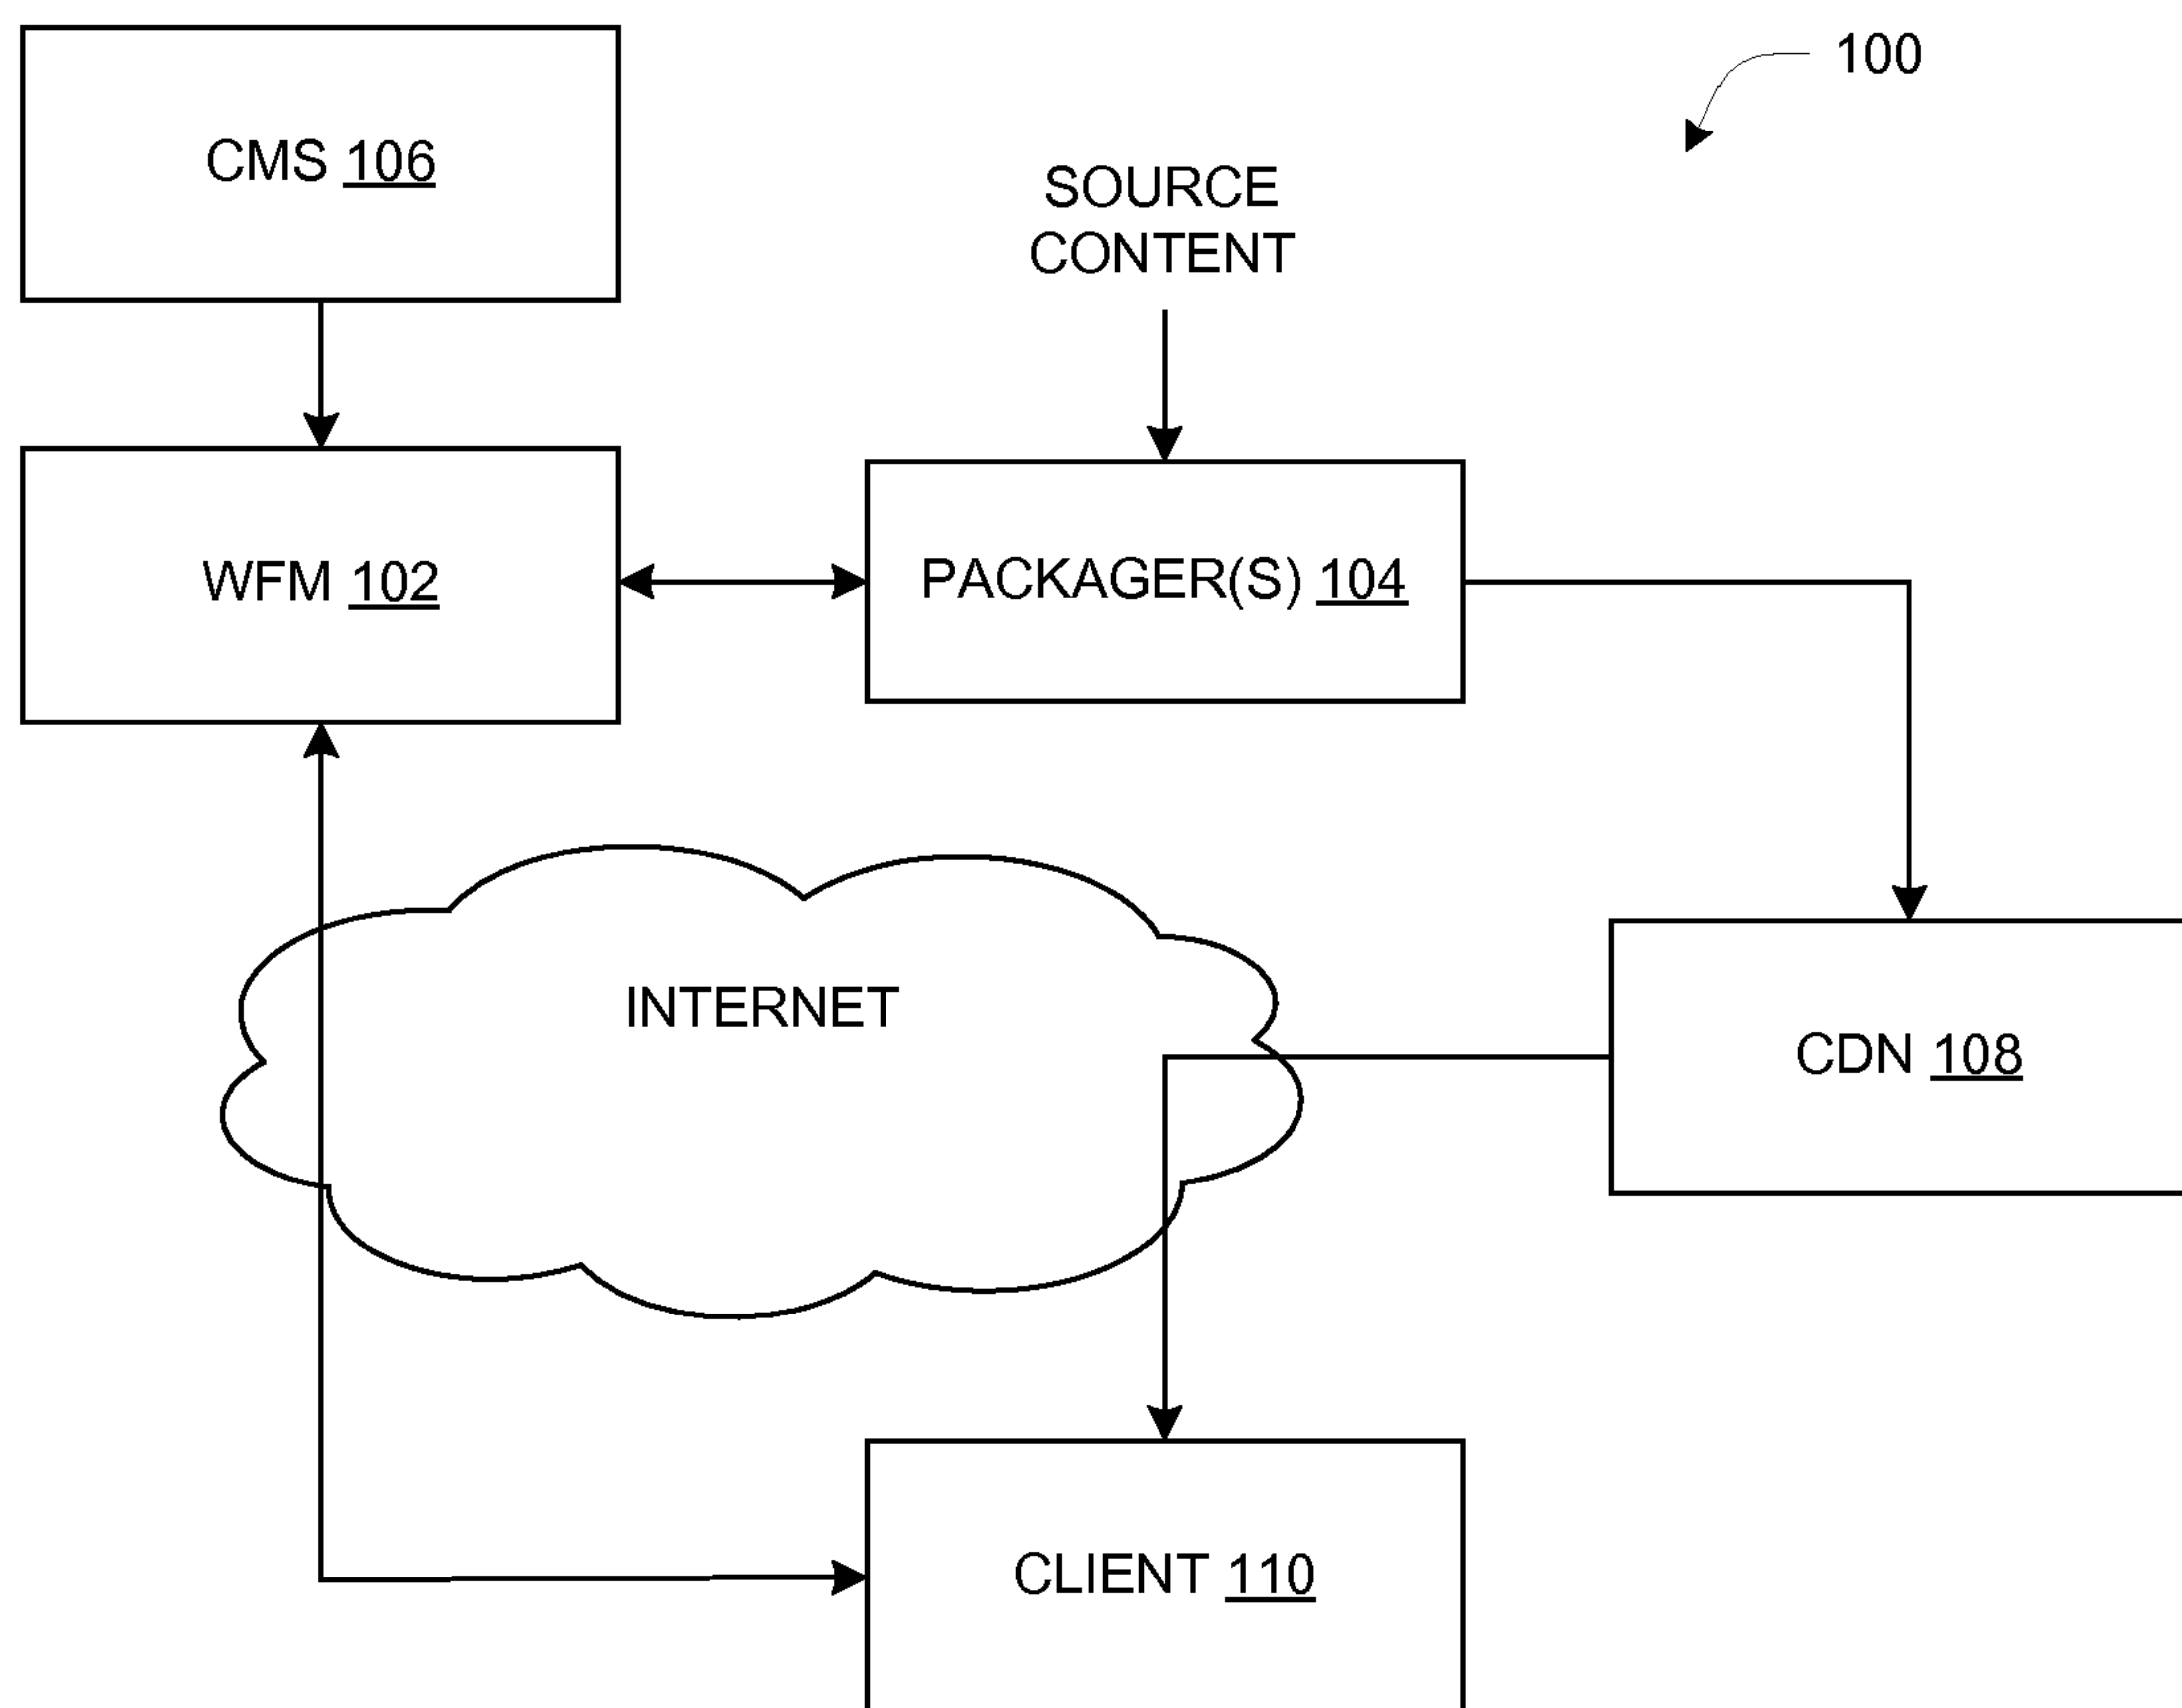 100
CMS 106
SOURCE
CONTENT
WFM 102
PACKAGER(S) 104
INTERNET
CDN 108
CLIENT 110